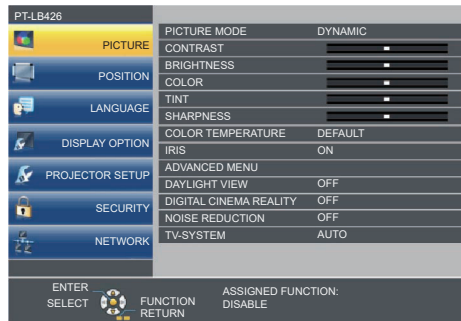 PT-LB426
PICTURE
POSITION
LANGUAGE
DISPLAY OPTION
PROJECTOR SETUP
SECURITY
NETWORK
PICTURE MODE DYNAMIC
CONTRAST
BRIGHTNESS
COLOR
TINT
SHARPNESS
COLOR TEMPERATURE DEFAULT
IRIS ON
ADVANCED MENU
DAYLIGHT VIEW OFF
DIGITAL CINEMA REALITY OFF
NOISE REDUCTION OFF
TV-SYSTEM AUTO
ENTER
SELECT
FUNCTION
RETURN
ASSIGNED FUNCTION:
DISABLE